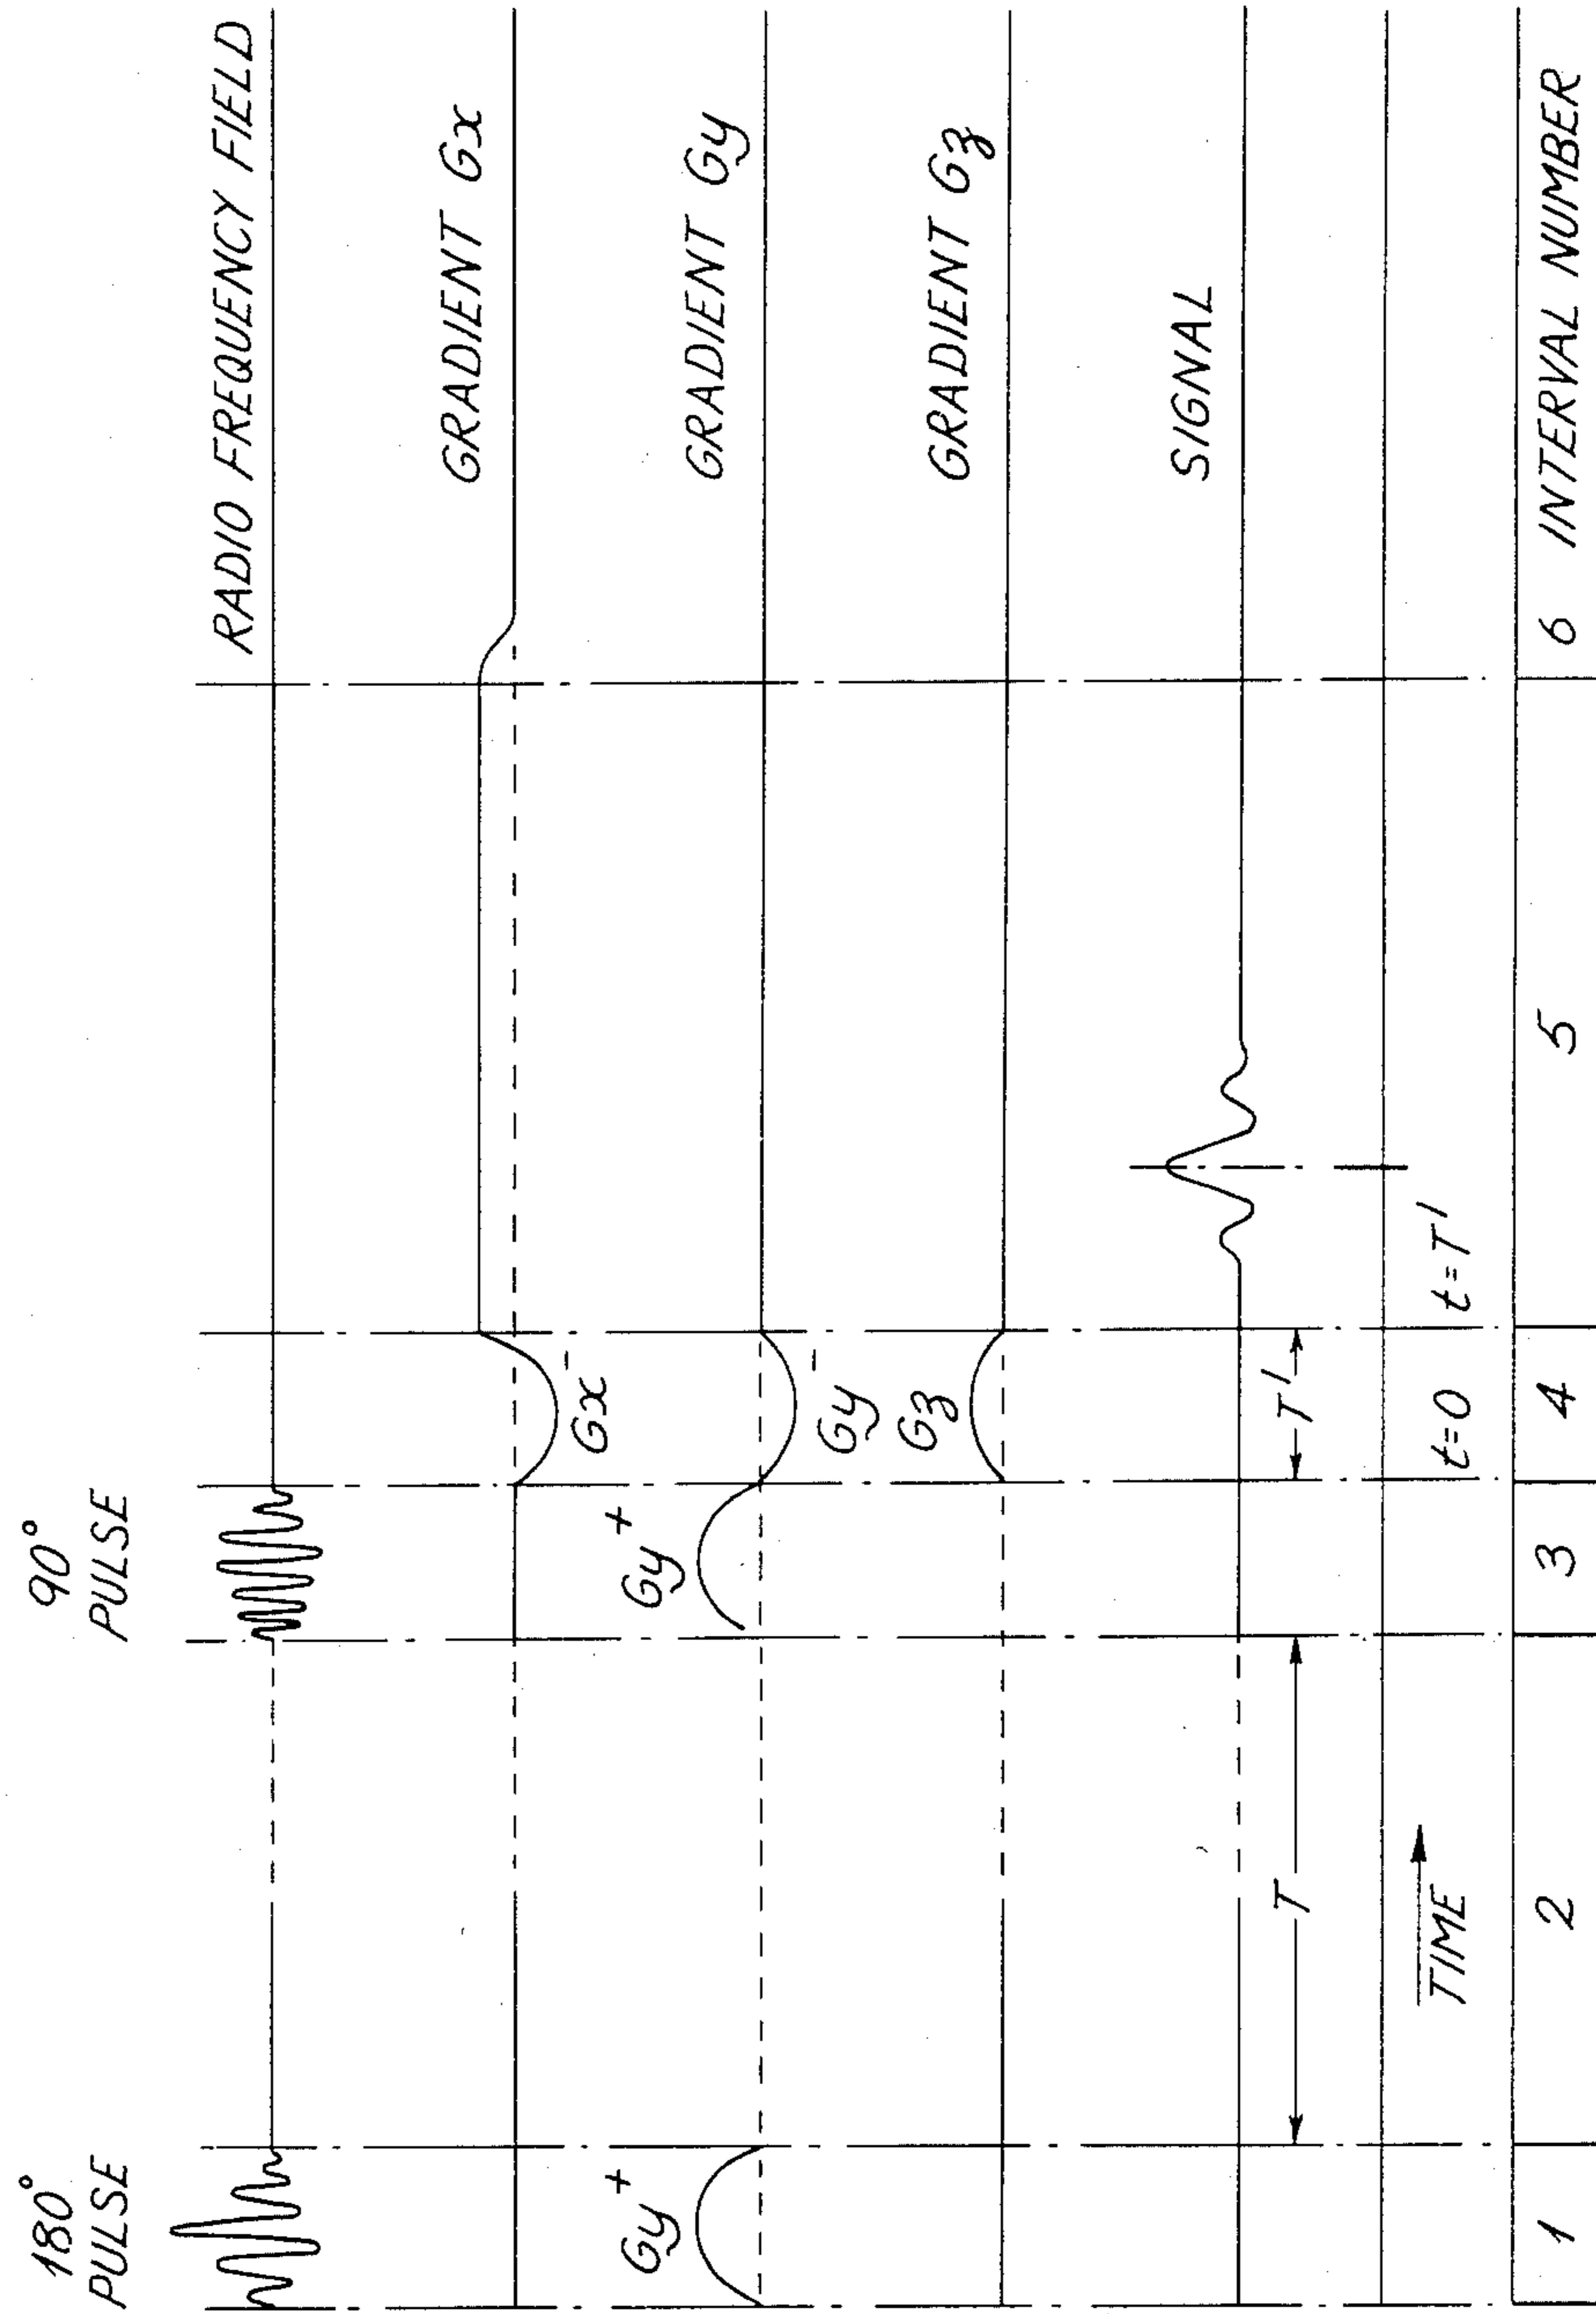 180°
PULSE
90°
PULSE
RADIO FREQUENCY FIELD
GRADIENT Gx
Gx⁻
GRADIENT Gy
Gy⁺
Gy⁺
Gy⁻
GRADIENT Gz
Gz
SIGNAL
T
T'
TIME
t=0
t=T'
1 2 3 4 5 6 INTERVAL NUMBER